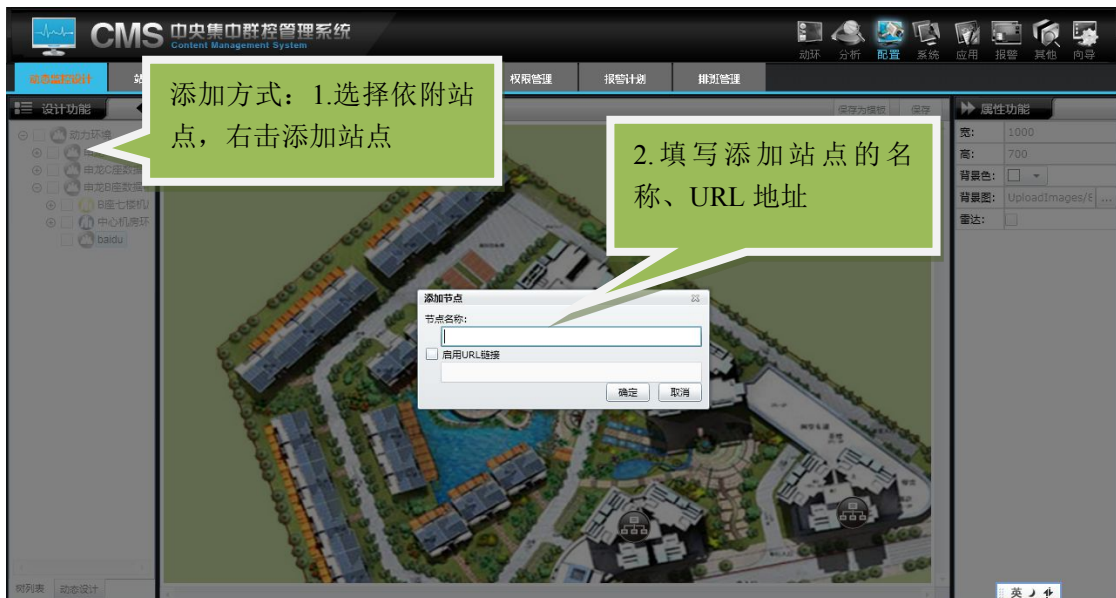 CMS 中央集中群控管理系统
Content Management System
动环 分析 配置 系统 应用 报警 其他 向导
动态监控设计 站 权限管理 报警计划 排班管理
设计功能
保存为模板 保存
属性功能
添加方式：1.选择依附站
点，右击添加站点
2.填写添加站点的名
称、URL 地址
动力环境
申龙C座数据
申龙B座数据
B座七楼机
中心机房环
baidu
宽: 1000
高: 700
背景色:
背景图: UploadImages/E ...
雷达:
添加节点
节点名称:
启用URL链接
确定 取消
树列表 动态设计
英